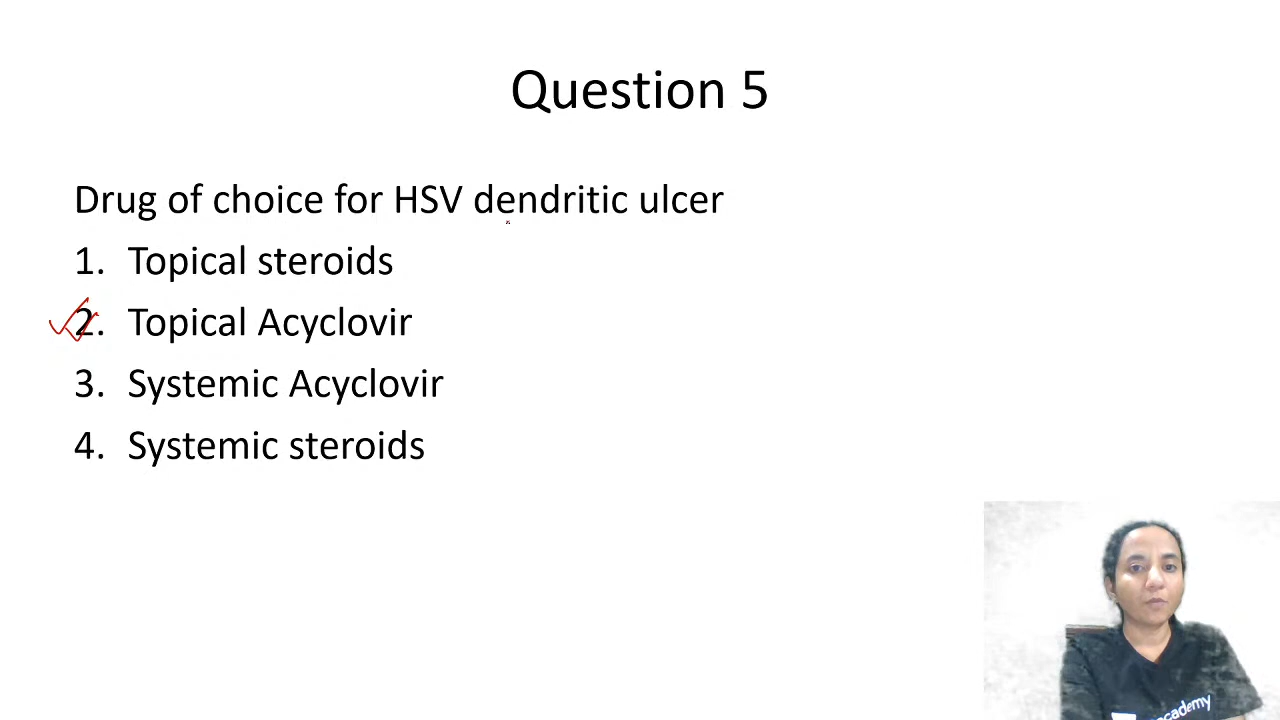 Question 5
Drug of choice for HSV dendritic ulcer
1. Topical steroids
2. Topical Acyclovir
3. Systemic Acyclovir
4. Systemic steroids